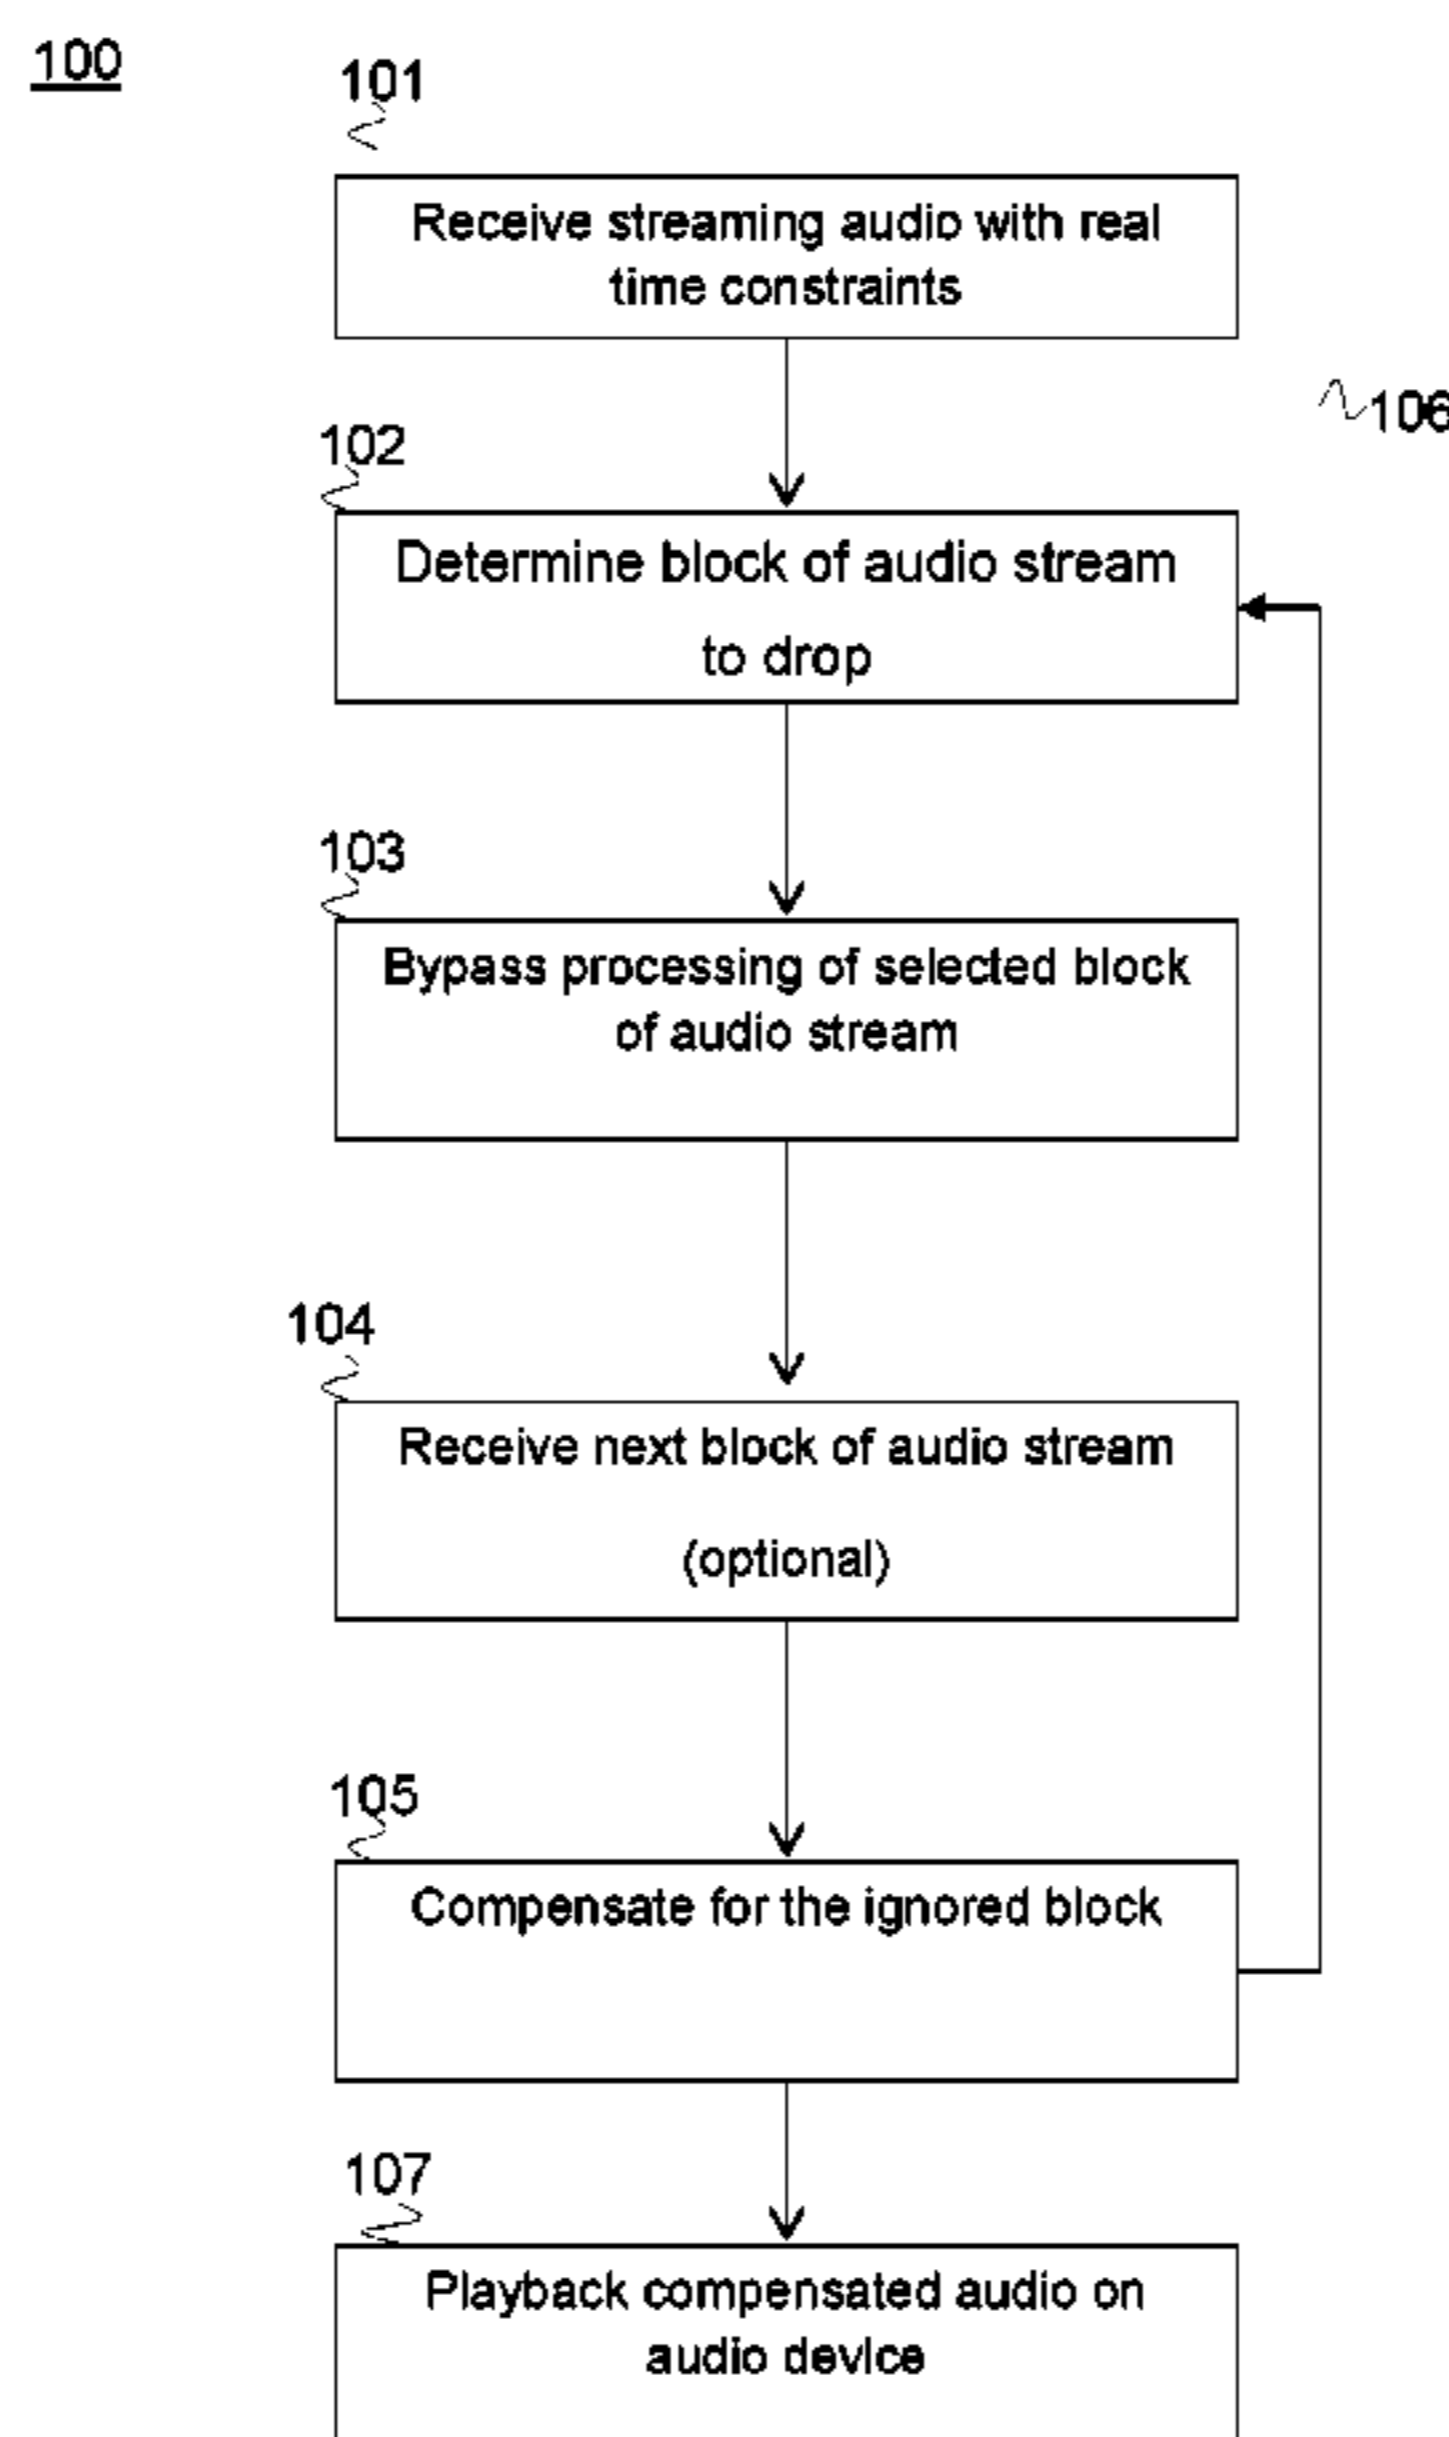 100
101
Receive streaming audio with real
time constraints
106
102
Determine block of audio stream
to drop
103
Bypass processing of selected block
of audio stream
104
Receive next block of audio stream
(optional)
105
Compensate for the ignored block
107
Playback compensated audio on
audio device